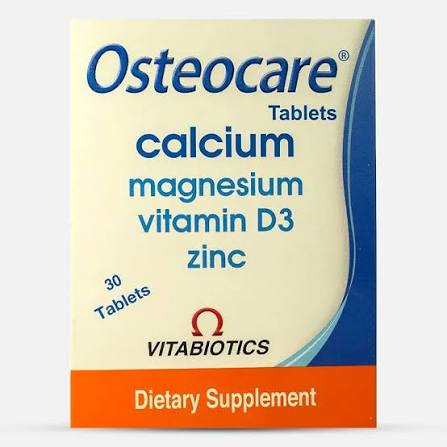 Osteocare®
Tablets
calcium
magnesium
vitamin D3
zinc
30
Tablets
VITABIOTICS
Dietary Supplement